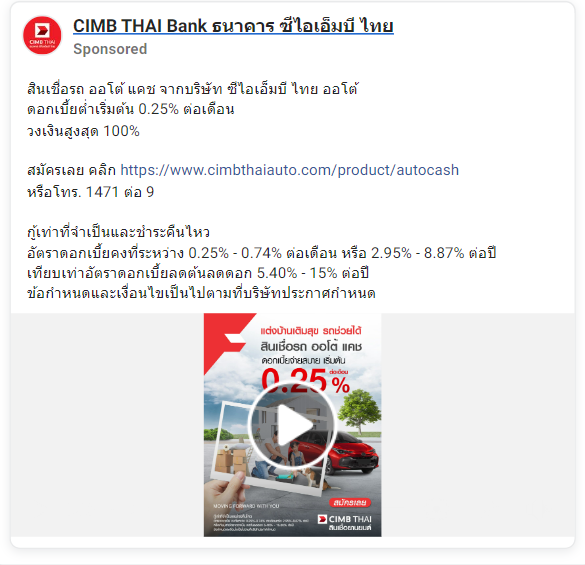 CIMB THAI Bank ธนาคาร ซีไอเอ็มบี ไทย
Sponsored
สินเชื่อรถ ออโต้ แคช จากบริษัท ซีไอเอ็มบี ไทย ออโต้
ดอกเบี้ยต่ำเริ่มต้น 0.25% ต่อเดือน
วงเงินสูงสุด 100%
สมัครเลย คลิก https://www.cimbthaiauto.com/product/autocash
หรือโทร. 1471 ต่อ 9
กู้เท่าที่จำเป็นและชำระคืนไหว
อัตราดอกเบี้ยคงที่ระหว่าง 0.25% - 0.74% ต่อเดือน หรือ 2.95% - 8.87% ต่อปี
เทียบเท่าอัตราดอกเบี้ยลดต้นลดดอก 5.40% - 15% ต่อปี
ข้อกำหนดและเงื่อนไขเป็นไปตามที่บริษัทประกาศกำหนด
CIMB THAI
แต่งบ้านเติมสุข รถช่วยได้
สินเชื่อรถ ออโต้ แคช
ดอกเบี้ยจ่ายสบาย เริ่มต้น
0.25% ต่อเดือน
สมัครเลย
MOVING FORWARD WITH YOU
CIMB THAI
สินเชื่อยานยนต์